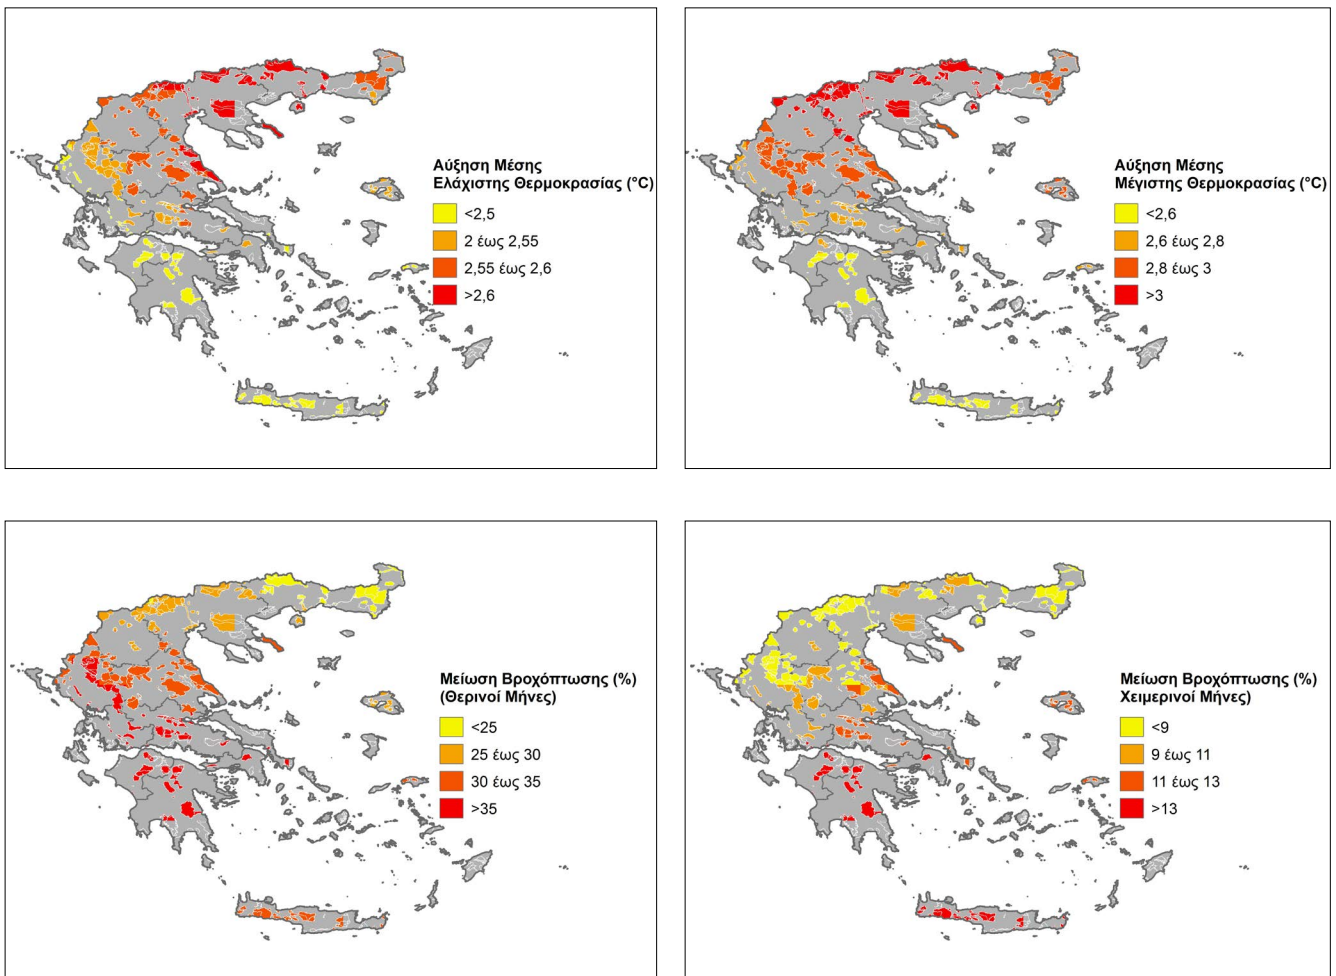 Αύξηση Μέσης
Ελάχιστης Θερμοκρασίας (°C)
<2,5
2 έως 2,55
2,55 έως 2,6
>2,6
Αύξηση Μέσης
Μέγιστης Θερμοκρασίας (°C)
<2,6
2,6 έως 2,8
2,8 έως 3
>3
Μείωση Βροχόπτωσης (%)
(Θερινοί Μήνες)
<25
25 έως 30
30 έως 35
>35
Μείωση Βροχόπτωσης (%)
Χειμερινοί Μήνες)
<9
9 έως 11
11 έως 13
>13